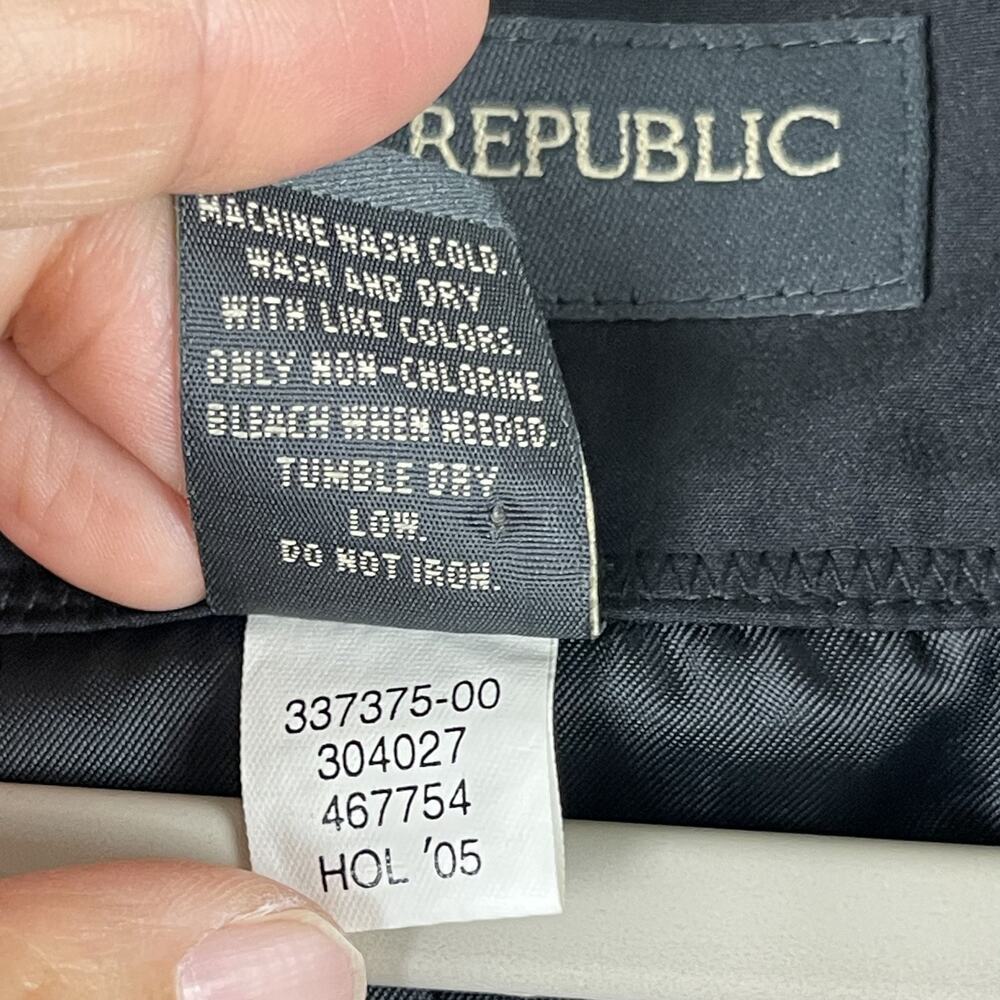 REPUBLIC
MACHINE WASH COLD.
WASH AND DRY
WITH LIKE COLORS.
ONLY NON-CHLORINE
BLEACH WHEN NEEDED.
TUMBLE DRY
LOW.
DO NOT IRON.
337375-00
304027
467754
HOL '05